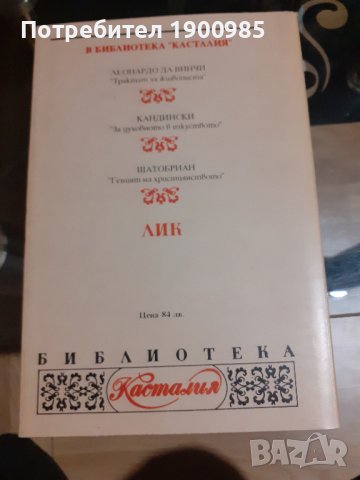 Потребител 1900985
В БИБЛИОТЕКА "КАСТАЛИЯ"
ЛЕОНАРДО ДА ВИНЧИ
"Трактат за живописта"
КАНДИНСКИ
"За духовното в изкуството"
ШАТОБРИАН
"Геният на християнството"
ЛИК
Цена 84 лв.
БИБЛИОТЕКА
Касталия
BAZAR